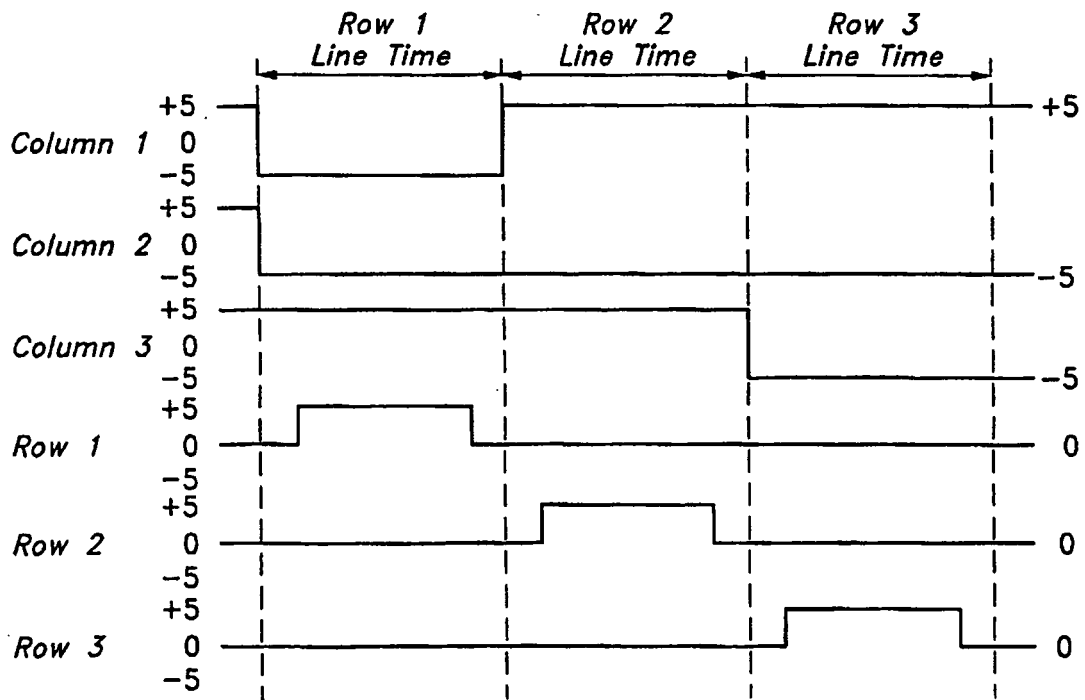 Row 1 Row 2 Row 3
Line Time Line Time Line Time
+5 +5
Column 1 0
-5
+5
Column 2 0
-5 -5
+5
Column 3 0
-5 -5
+5
Row 1 0 0
-5
+5
Row 2 0 0
-5
+5
Row 3 0 0
-5